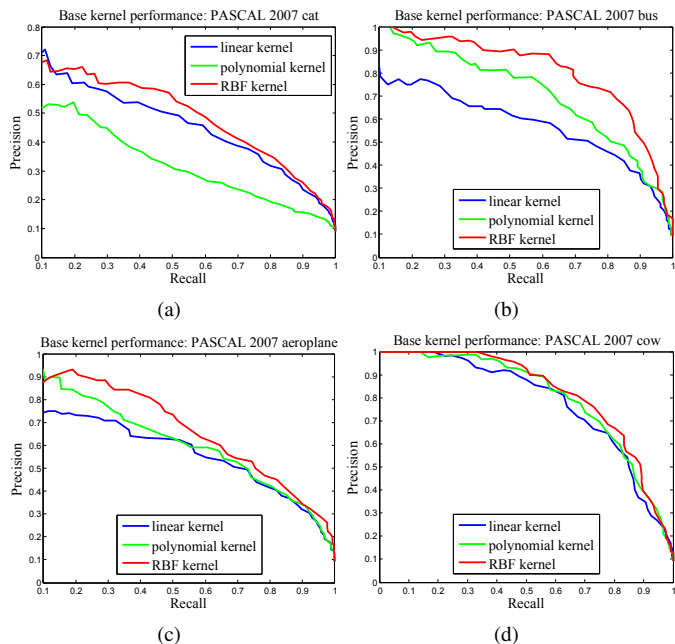 Base kernel performance: PASCAL 2007 cat
0.8
0.7
0.6
0.5
0.4
0.3
0.2
0.1
0
Precision
linear kernel
polynomial kernel
RBF kernel
0.1 0.2 0.3 0.4 0.5 0.6 0.7 0.8 0.9 1
Recall
(a)
Base kernel performance: PASCAL 2007 bus
1
0.9
0.8
0.7
0.6
0.5
0.4
0.3
0.2
0.1
0
Precision
linear kernel
polynomial kernel
RBF kernel
0.1 0.2 0.3 0.4 0.5 0.6 0.7 0.8 0.9 1
Recall
(b)
Base kernel performance: PASCAL 2007 aeroplane
1
0.9
0.8
0.7
0.6
0.5
0.4
0.3
0.2
0.1
0
Precision
linear kernel
polynomial kernel
RBF kernel
0.1 0.2 0.3 0.4 0.5 0.6 0.7 0.8 0.9 1
Recall
(c)
Base kernel performance: PASCAL 2007 cow
1
0.9
0.8
0.7
0.6
0.5
0.4
0.3
0.2
0.1
0
Precision
linear kernel
polynomial kernel
RBF kernel
0 0.1 0.2 0.3 0.4 0.5 0.6 0.7 0.8 0.9 1
Recall
(d)